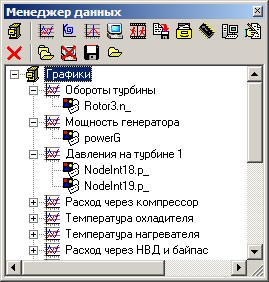 Менеджер данных
Графики
Обороты турбины
Rotor3.n_
Мощность генератора
powerG
Давления на турбине 1
NodeInt18.p_
NodeInt19.p_
Расход через компрессор
Температура охладителя
Температура нагревателя
Расход через НВД и байпас